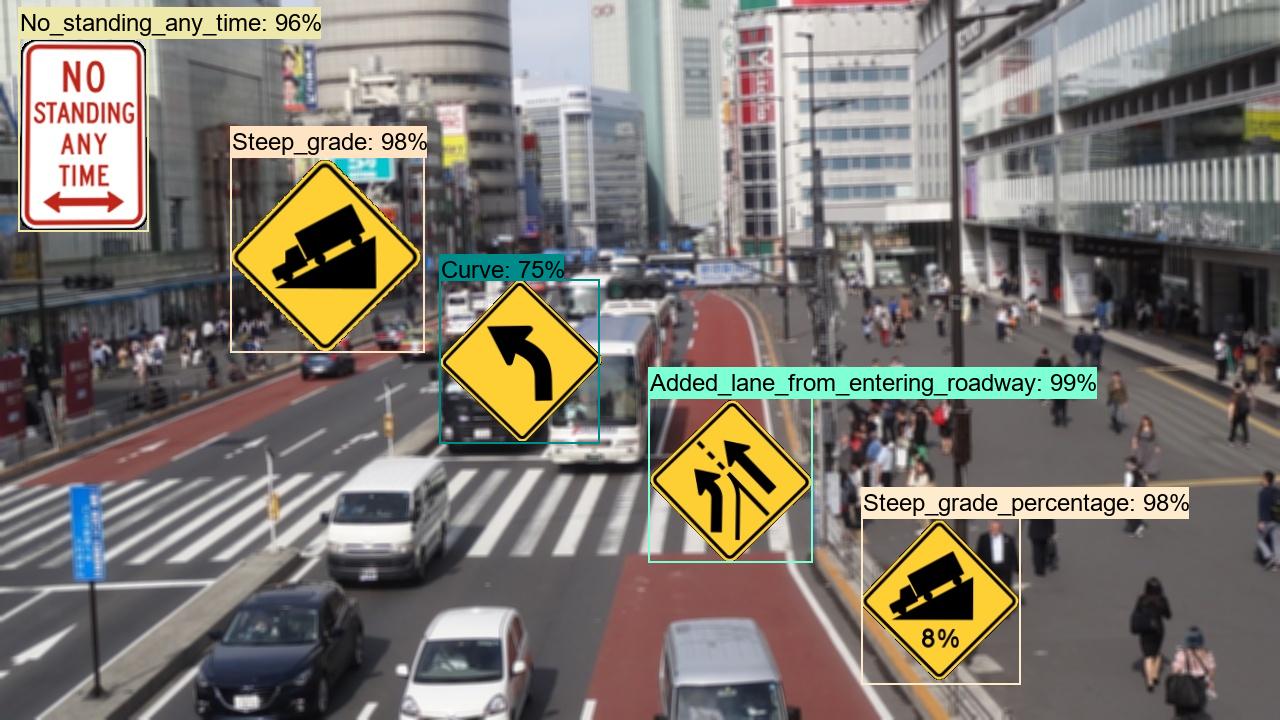 No_standing_any_time: 96%
NO
STANDING
ANY
TIME
Steep_grade: 98%
Curve: 75%
Added_lane_from_entering_roadway: 99%
Steep_grade_percentage: 98%
8%